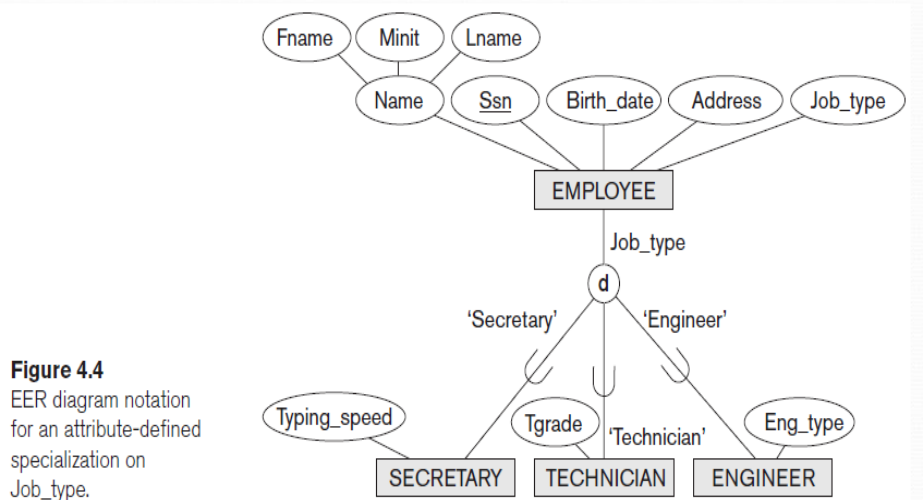 Fname Minit Lname
Name Ssn Birth_date Address Job_type
EMPLOYEE
Job_type
d
‘Secretary’ ‘Engineer’
Figure 4.4
EER diagram notation
for an attribute-defined
specialization on
Job_type.
Typing_speed Tgrade ‘Technician’ Eng_type
SECRETARY TECHNICIAN ENGINEER